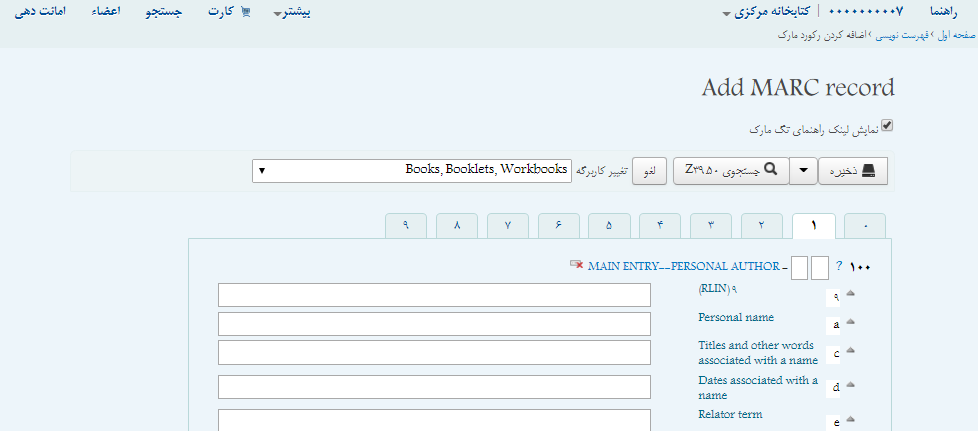 راهنما ۰۰۰۰۰۰۰۰۰۷ | کتابخانه مرکزی بیشتر کارت جستجو اعضاء امانت دهی
صفحه اول › فهرست نویسی › اضافه کردن رکورد مارک
Add MARC record
نمایش لینک راهنمای تگ مارک
ذخیره جستجوی Z۳۹.۵۰ لغو تغییر کاربرگه Books, Booklets, Workbooks
۰ ۱ ۲ ۳ ۴ ۵ ۶ ۷ ۸ ۹
۱۰۰ ? - MAIN ENTRY--PERSONAL AUTHOR
۹ ۹ (RLIN)
a Personal name
c Titles and other words
associated with a name
d Dates associated with a
name
e Relator term